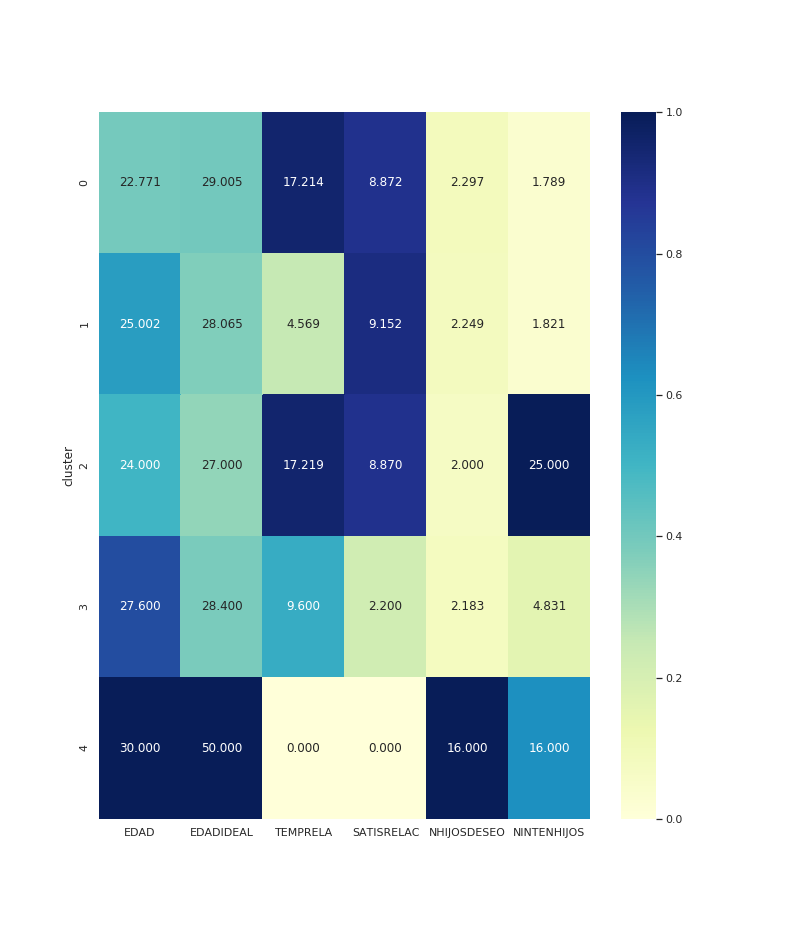 1.0
0 22.771 29.005 17.214 8.872 2.297 1.789
0.8
1 25.002 28.065 4.569 9.152 2.249 1.821
0.6
cluster
2 24.000 27.000 17.219 8.870 2.000 25.000
0.4
3 27.600 28.400 9.600 2.200 2.183 4.831
0.2
4 30.000 50.000 0.000 0.000 16.000 16.000
0.0
EDAD EDADIDEAL TEMPRELA SATISRELAC NHIJOSDESEO NINTENHIJOS